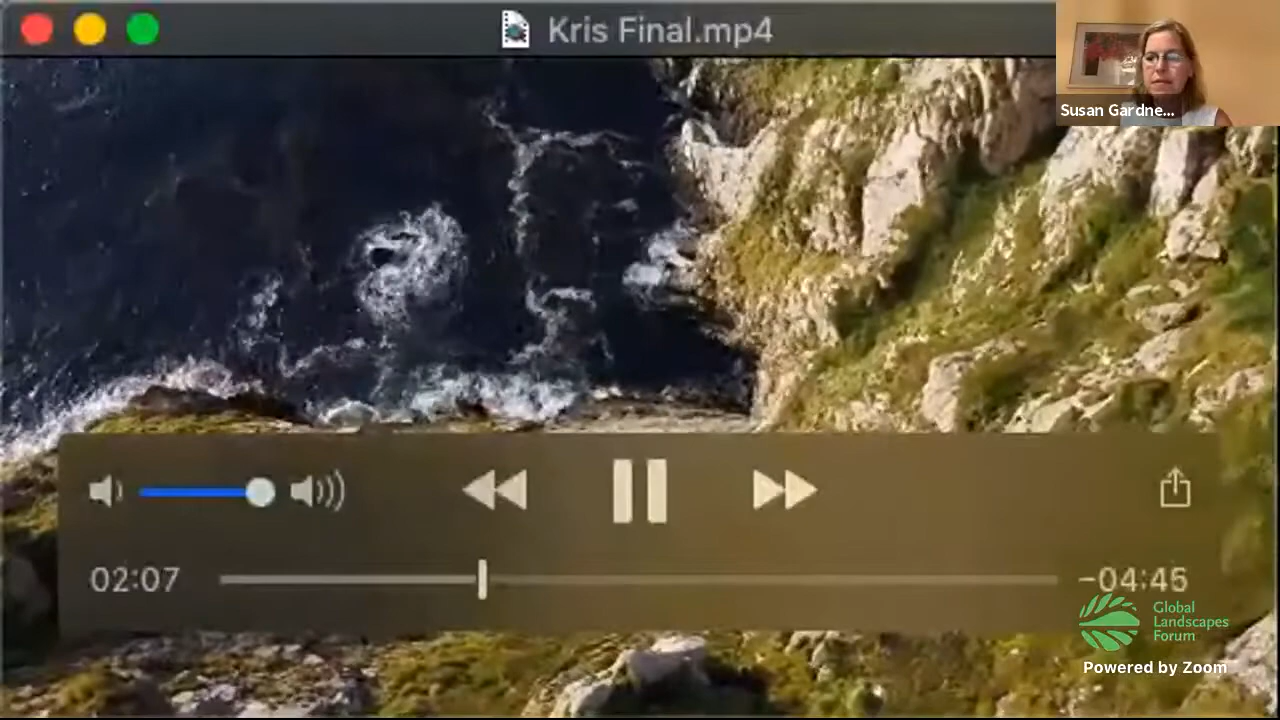 Kris Final.mp4
Susan Gardne...
02:07
-04:45
Global
Landscapes
Forum
Powered by Zoom